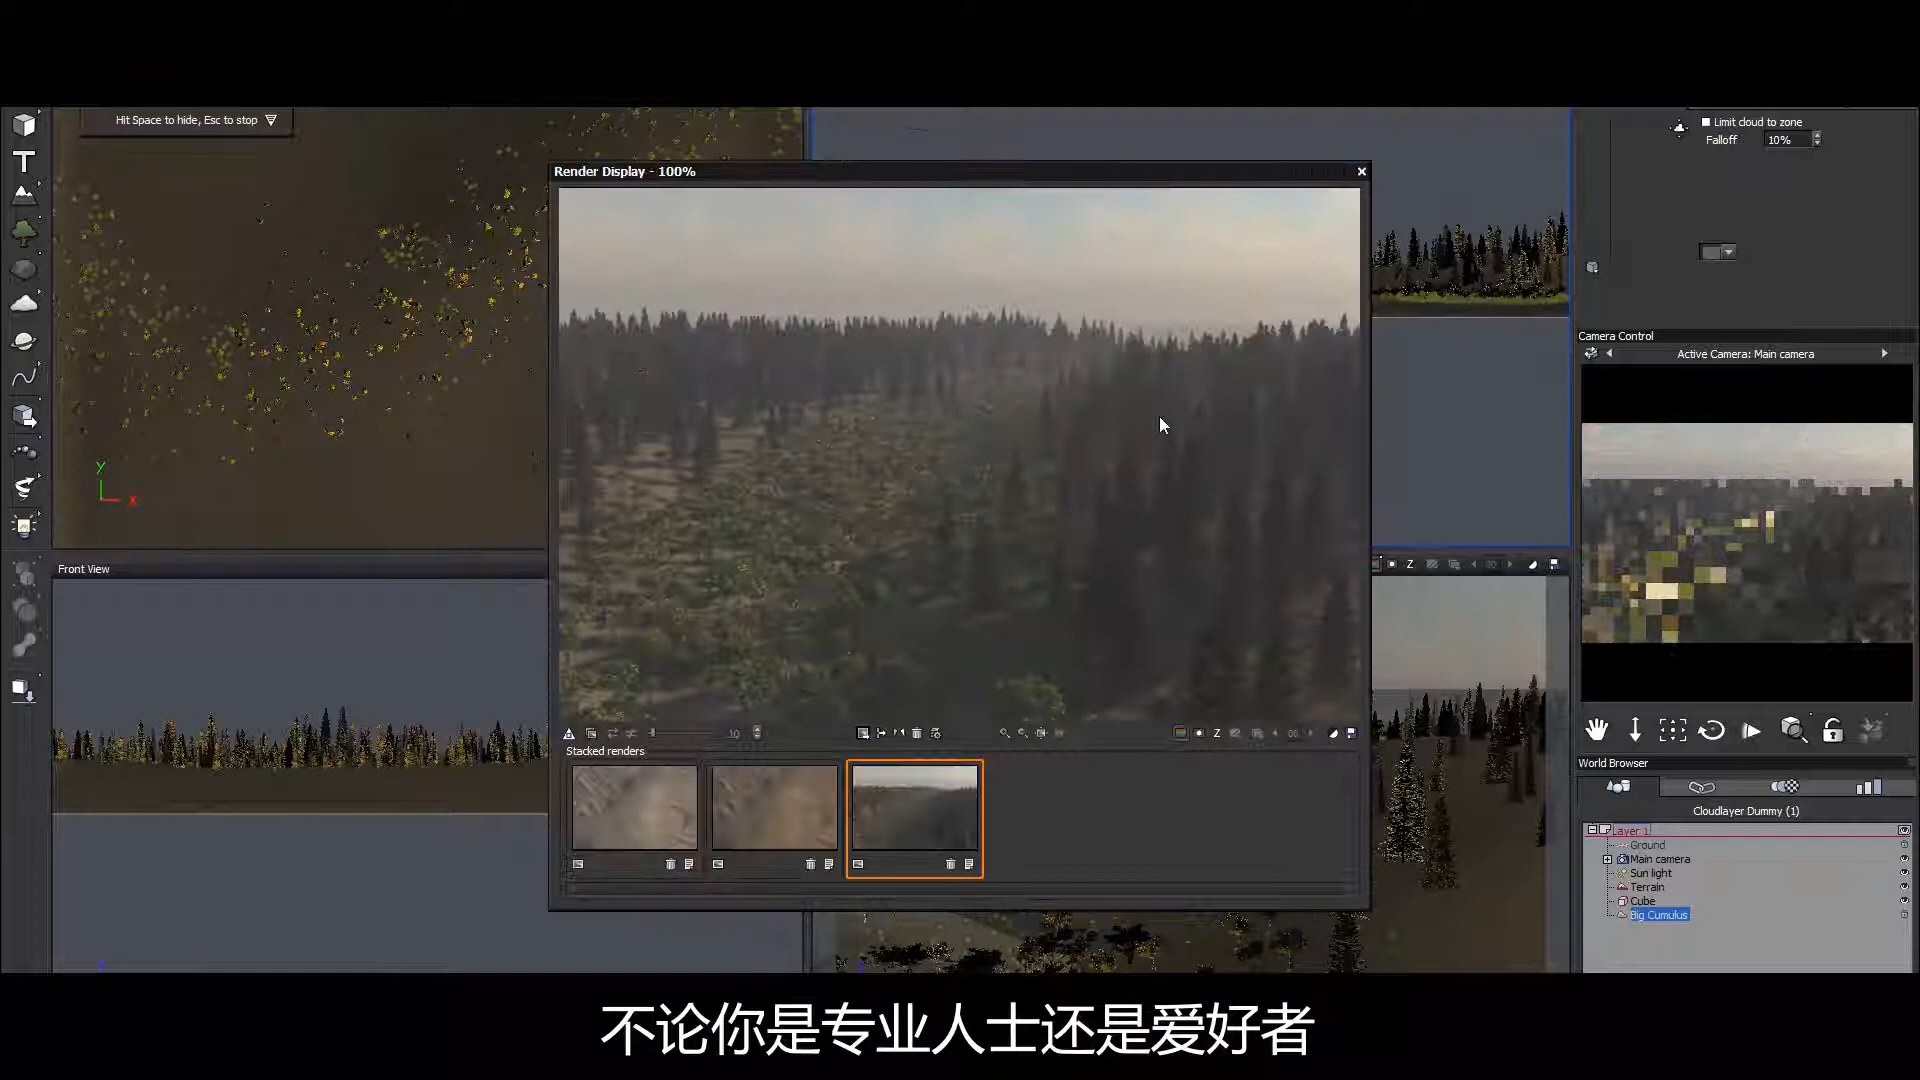 Hit Space to hide, Esc to stop
Limit cloud to zone
Falloff 10%
Render Display - 100%
Camera Control
Active Camera: Main camera
Y
X
Front View
Z
10
Z
00
Stacked renders
World Browser
Cloudlayer Dummy (1)
Layer 1
Ground
Main camera
Sun light
Terrain
Cube
Big Cumulus
不论你是专业人士还是爱好者